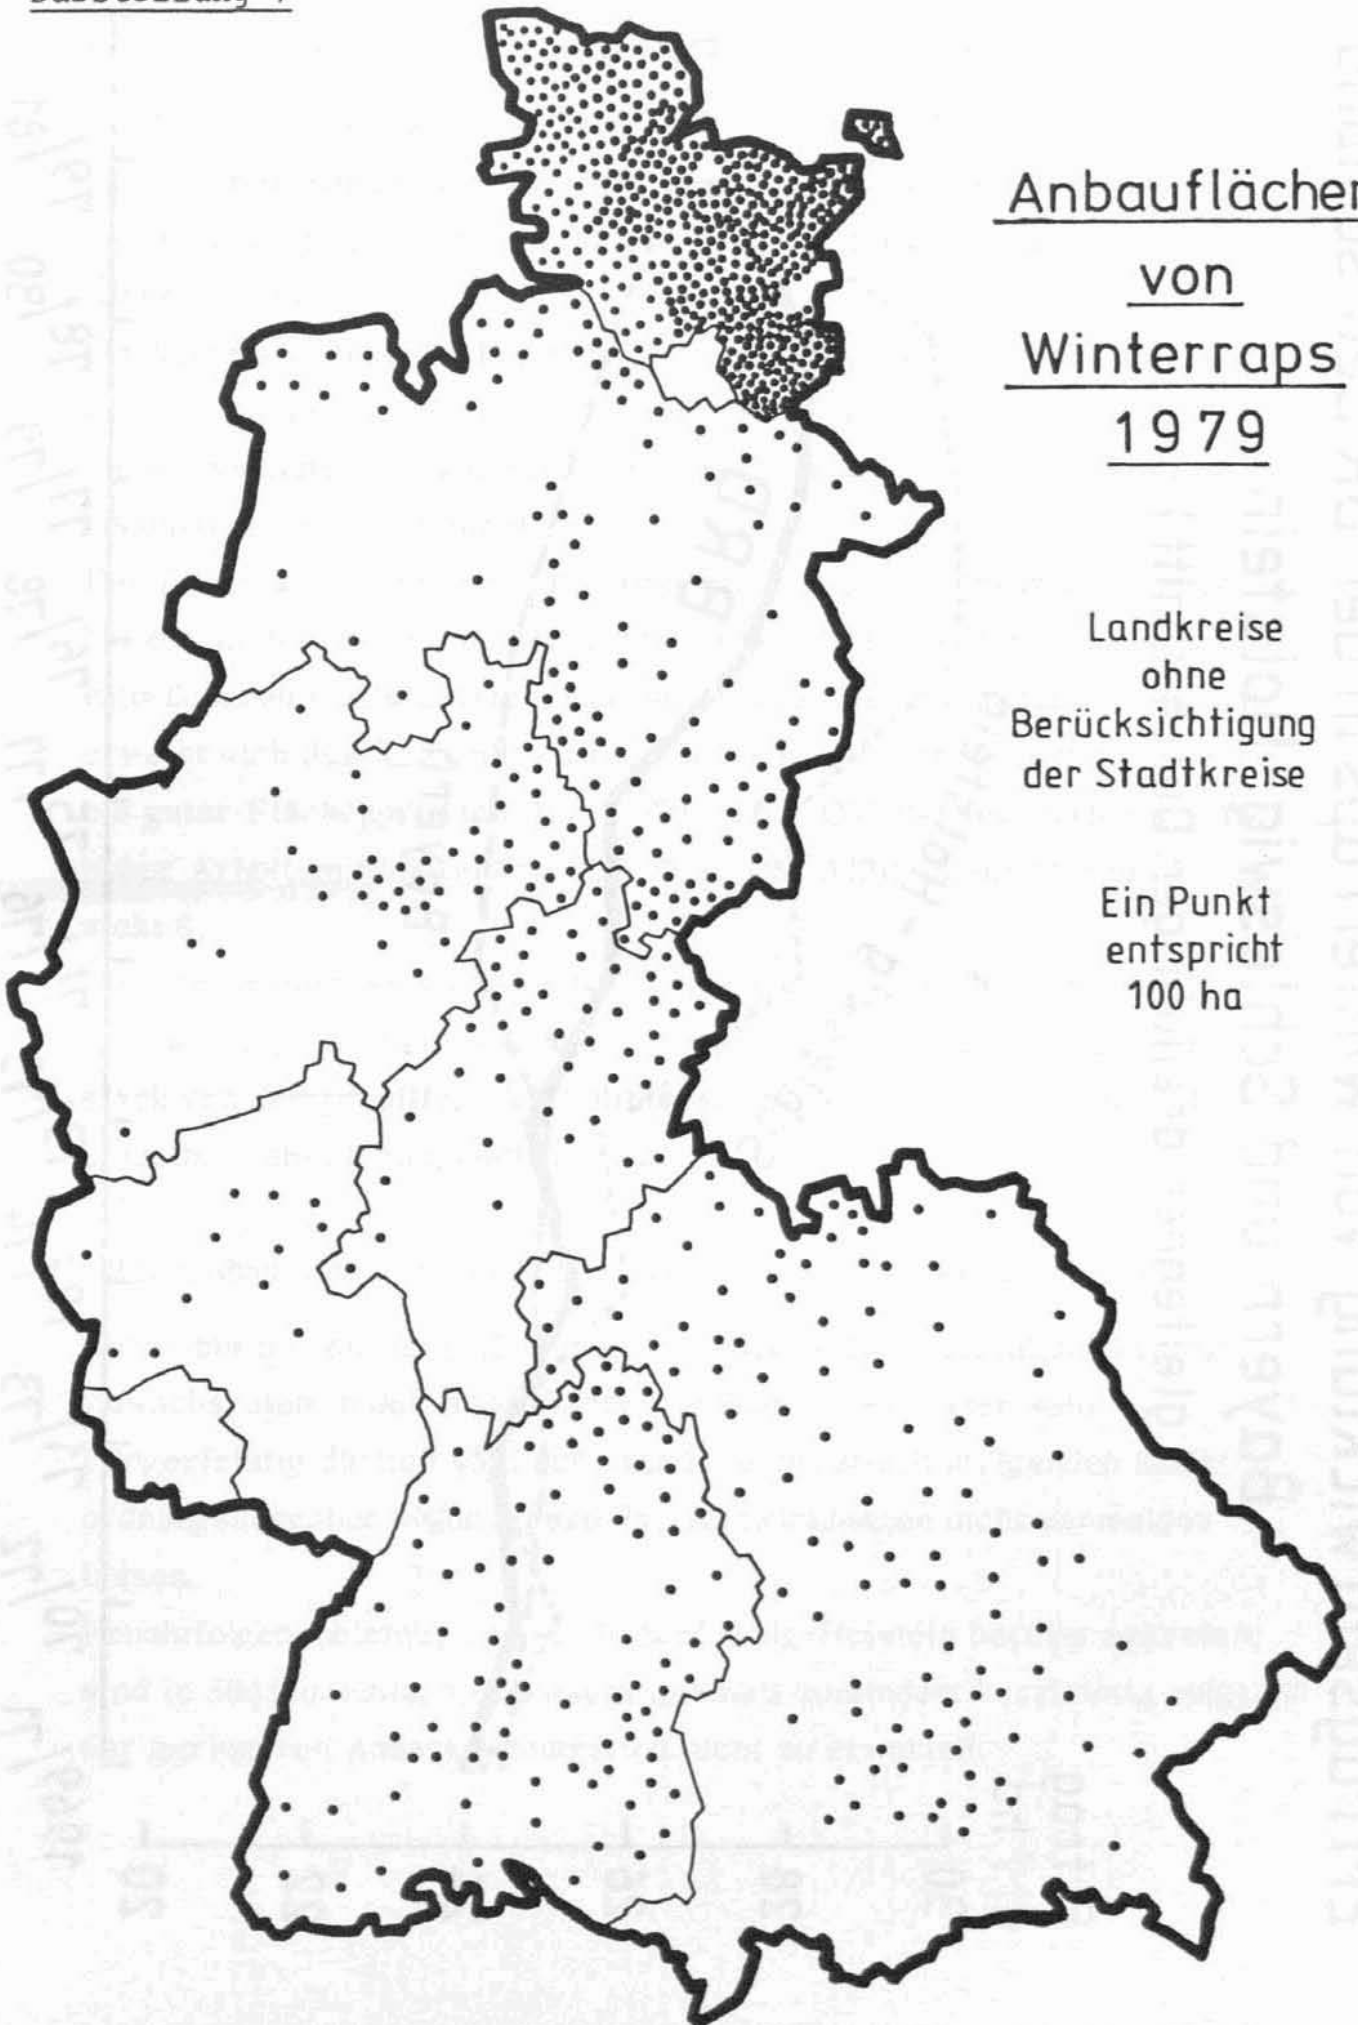 Anbauflächen
von
Winterraps
1979
Landkreise
ohne
Berücksichtigung
der Stadtkreise
Ein Punkt
entspricht
100 ha